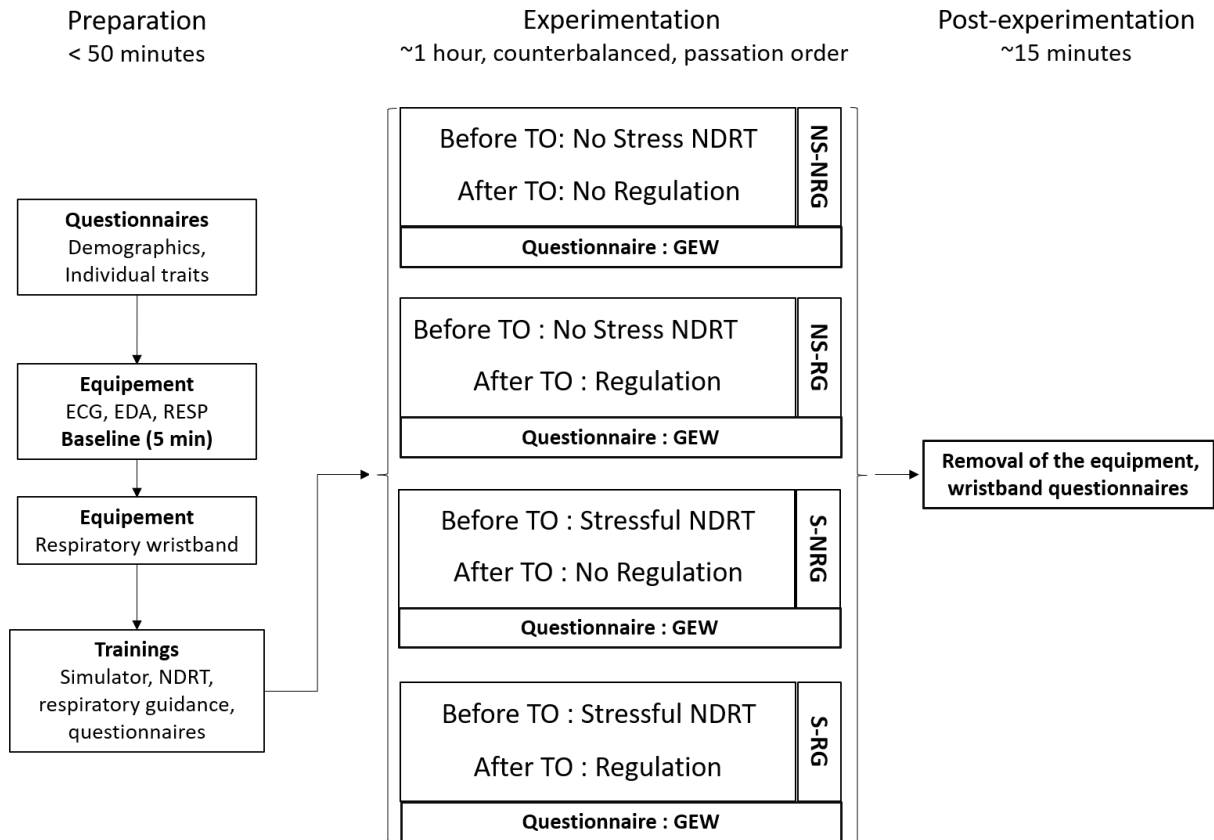 Preparation
< 50 minutes
Questionnaires
Demographics,
Individual traits
Equipement
ECG, EDA, RESP
Baseline (5 min)
Equipement
Respiratory wristband
Trainings
Simulator, NDRT,
respiratory guidance,
questionnaires
Experimentation
~1 hour, counterbalanced, passation order
Before TO: No Stress NDRT
After TO: No Regulation
NS-NRG
Questionnaire : GEW
Before TO : No Stress NDRT
After TO : Regulation
NS-RG
Questionnaire : GEW
Before TO : Stressful NDRT
After TO : No Regulation
S-NRG
Questionnaire : GEW
Before TO : Stressful NDRT
After TO : Regulation
S-RG
Questionnaire : GEW
Post-experimentation
~15 minutes
Removal of the equipment,
wristband questionnaires